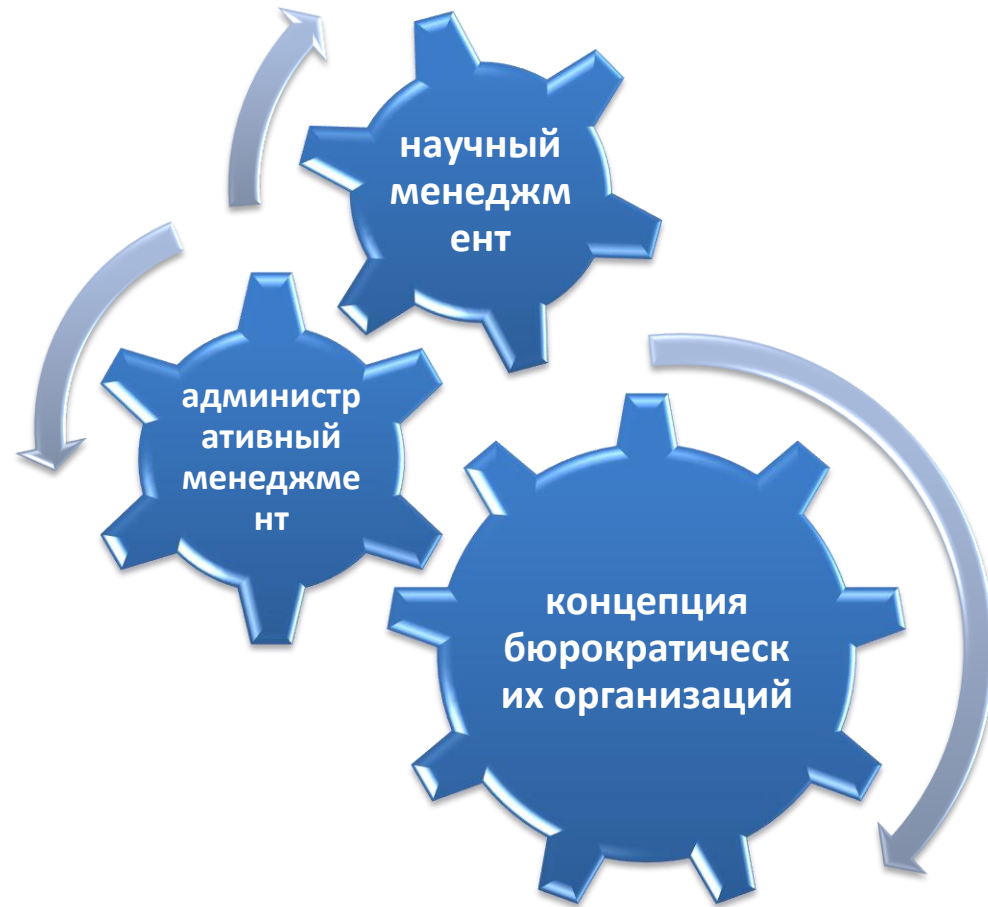 научный
менеджм
ент
администр
ативный
менеджме
нт
концепция
бюрократическ
их организаций